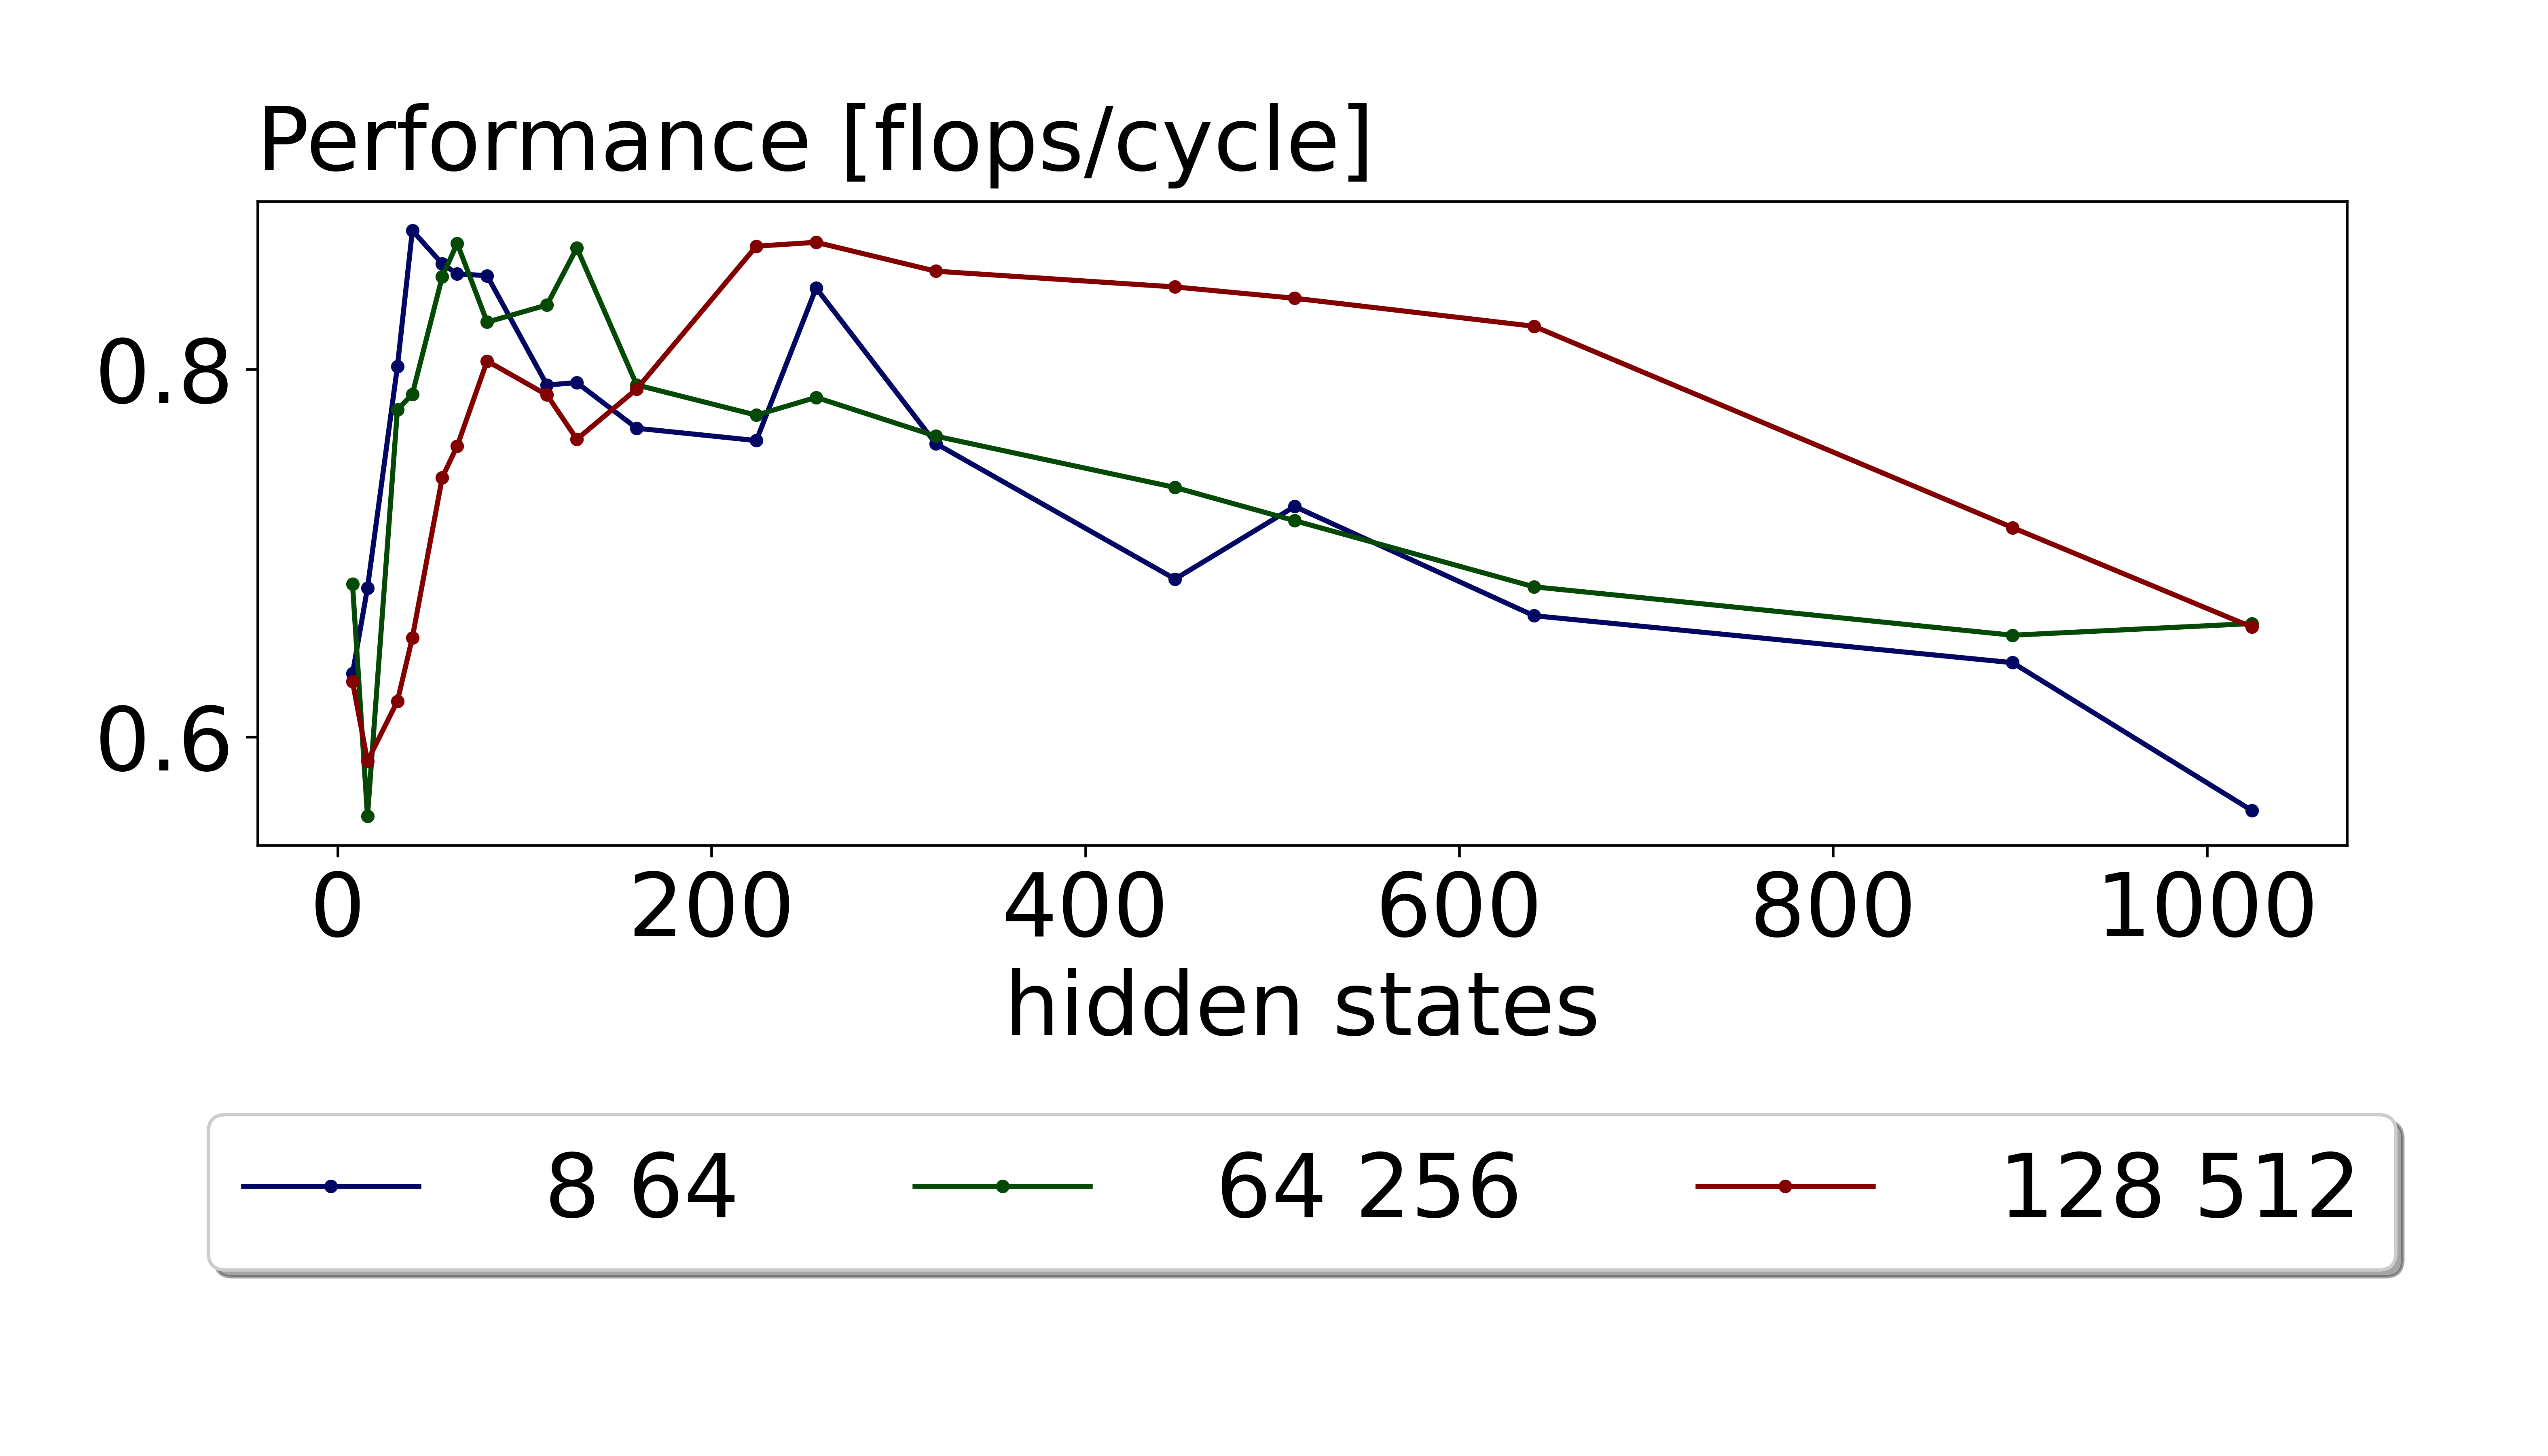 Performance [flops/cycle]
0.8
0.6
0 200 400 600 800 1000
hidden states
8 64 64 256 128 512